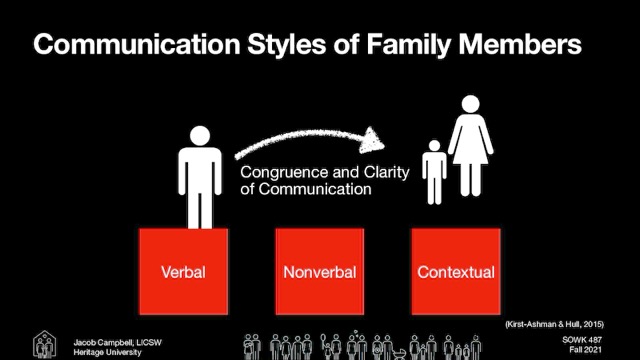 Communication Styles of Family Members
Congruence and Clarity
of Communication
Verbal
Nonverbal
Contextual
(Kirst-Ashman & Hull, 2015)
Jacob Campbell, LICSW
Heritage University
SOWK 487
Fall 2021